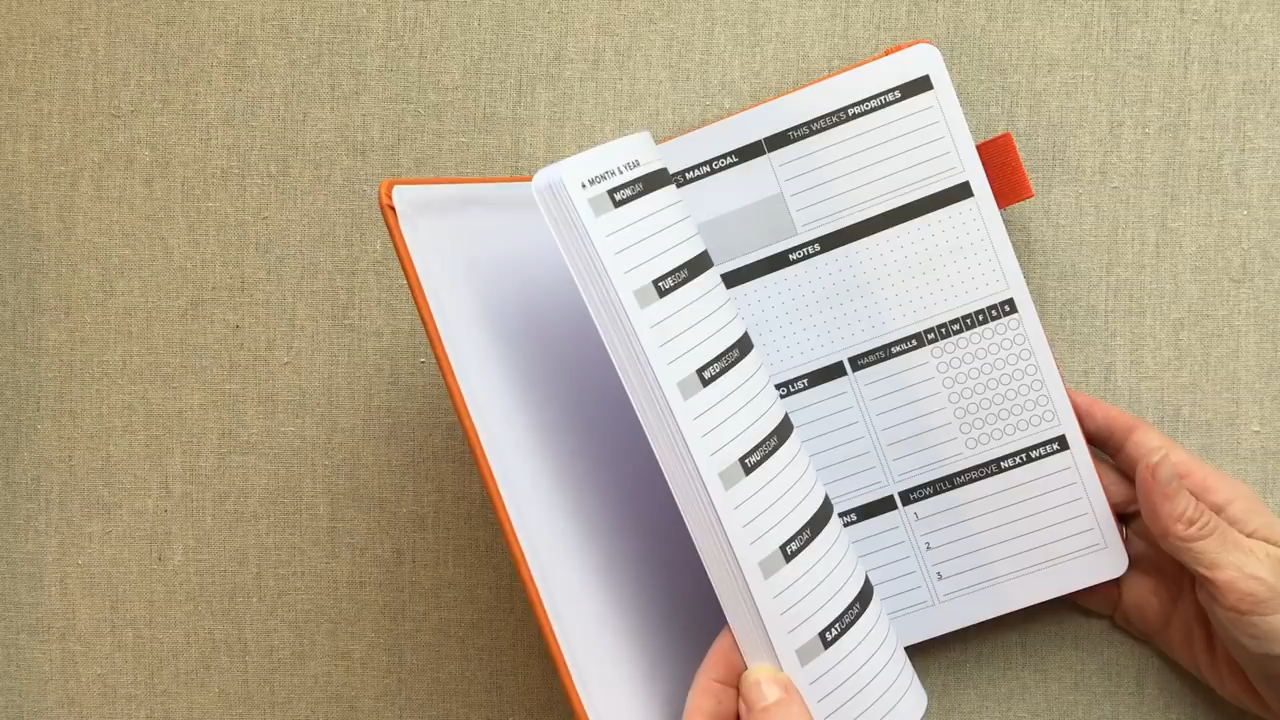 MONTH & YEAR
MONDAY
TUESDAY
WEDNESDAY
THURSDAY
FRIDAY
SATURDAY
MAIN GOAL
THIS WEEK'S PRIORITIES
NOTES
LIST
HABITS / SKILLS M T W T F S S
HOW I'LL IMPROVE NEXT WEEK
1
2
3